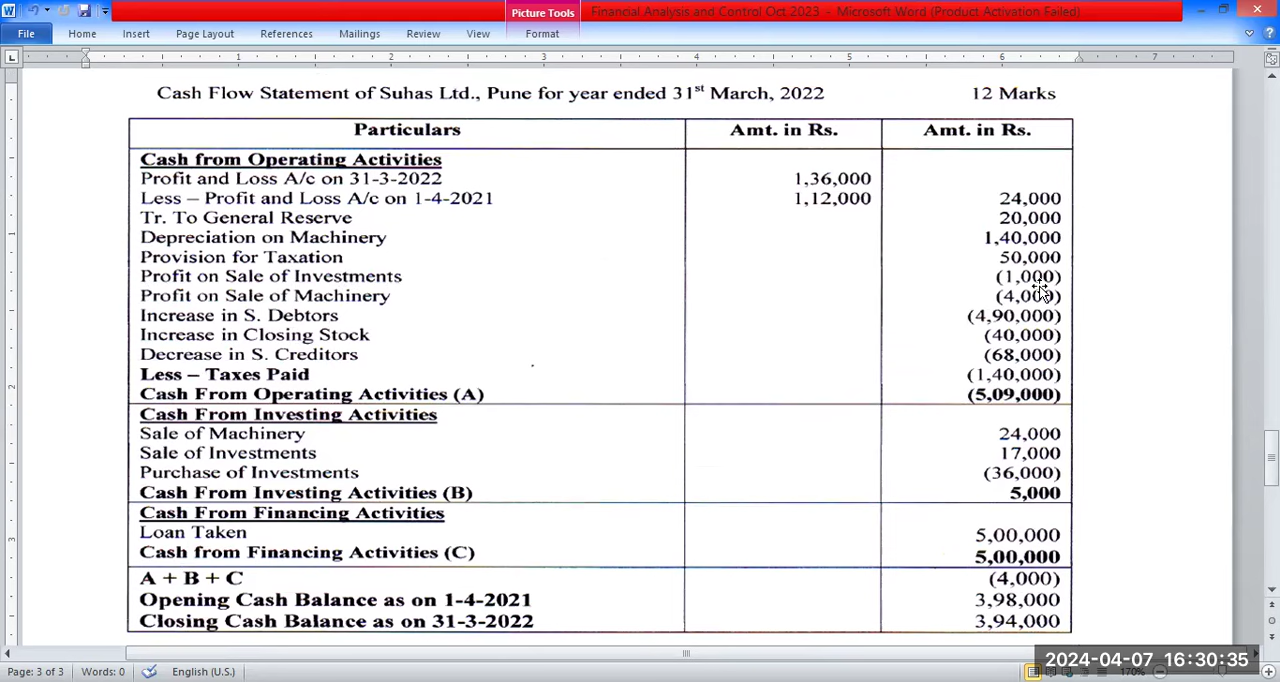 Picture Tools
Financial Analysis and Control Oct 2023 - Microsoft Word (Product Activation Failed)
File Home Insert Page Layout References Mailings Review View Format
1 1 2 3 4 5 6 7
Cash Flow Statement of Suhas Ltd., Pune for year ended 31st March, 2022 12 Marks
Particulars Amt. in Rs. Amt. in Rs.
Cash from Operating Activities
Profit and Loss A/c on 31-3-2022 1,36,000
Less – Profit and Loss A/c on 1-4-2021 1,12,000 24,000
Tr. To General Reserve 20,000
Depreciation on Machinery 1,40,000
Provision for Taxation 50,000
Profit on Sale of Investments (1,000)
Profit on Sale of Machinery (4,000)
Increase in S. Debtors (4,90,000)
Increase in Closing Stock (40,000)
Decrease in S. Creditors (68,000)
Less – Taxes Paid (1,40,000)
Cash From Operating Activities (A) (5,09,000)
Cash From Investing Activities
Sale of Machinery 24,000
Sale of Investments 17,000
Purchase of Investments (36,000)
Cash From Investing Activities (B) 5,000
Cash From Financing Activities
Loan Taken 5,00,000
Cash from Financing Activities (C) 5,00,000
A + B + C (4,000)
Opening Cash Balance as on 1-4-2021 3,98,000
Closing Cash Balance as on 31-3-2022 3,94,000
2024-04-07 16:30:35
Page: 3 of 3 Words: 0 English (U.S.) 170%